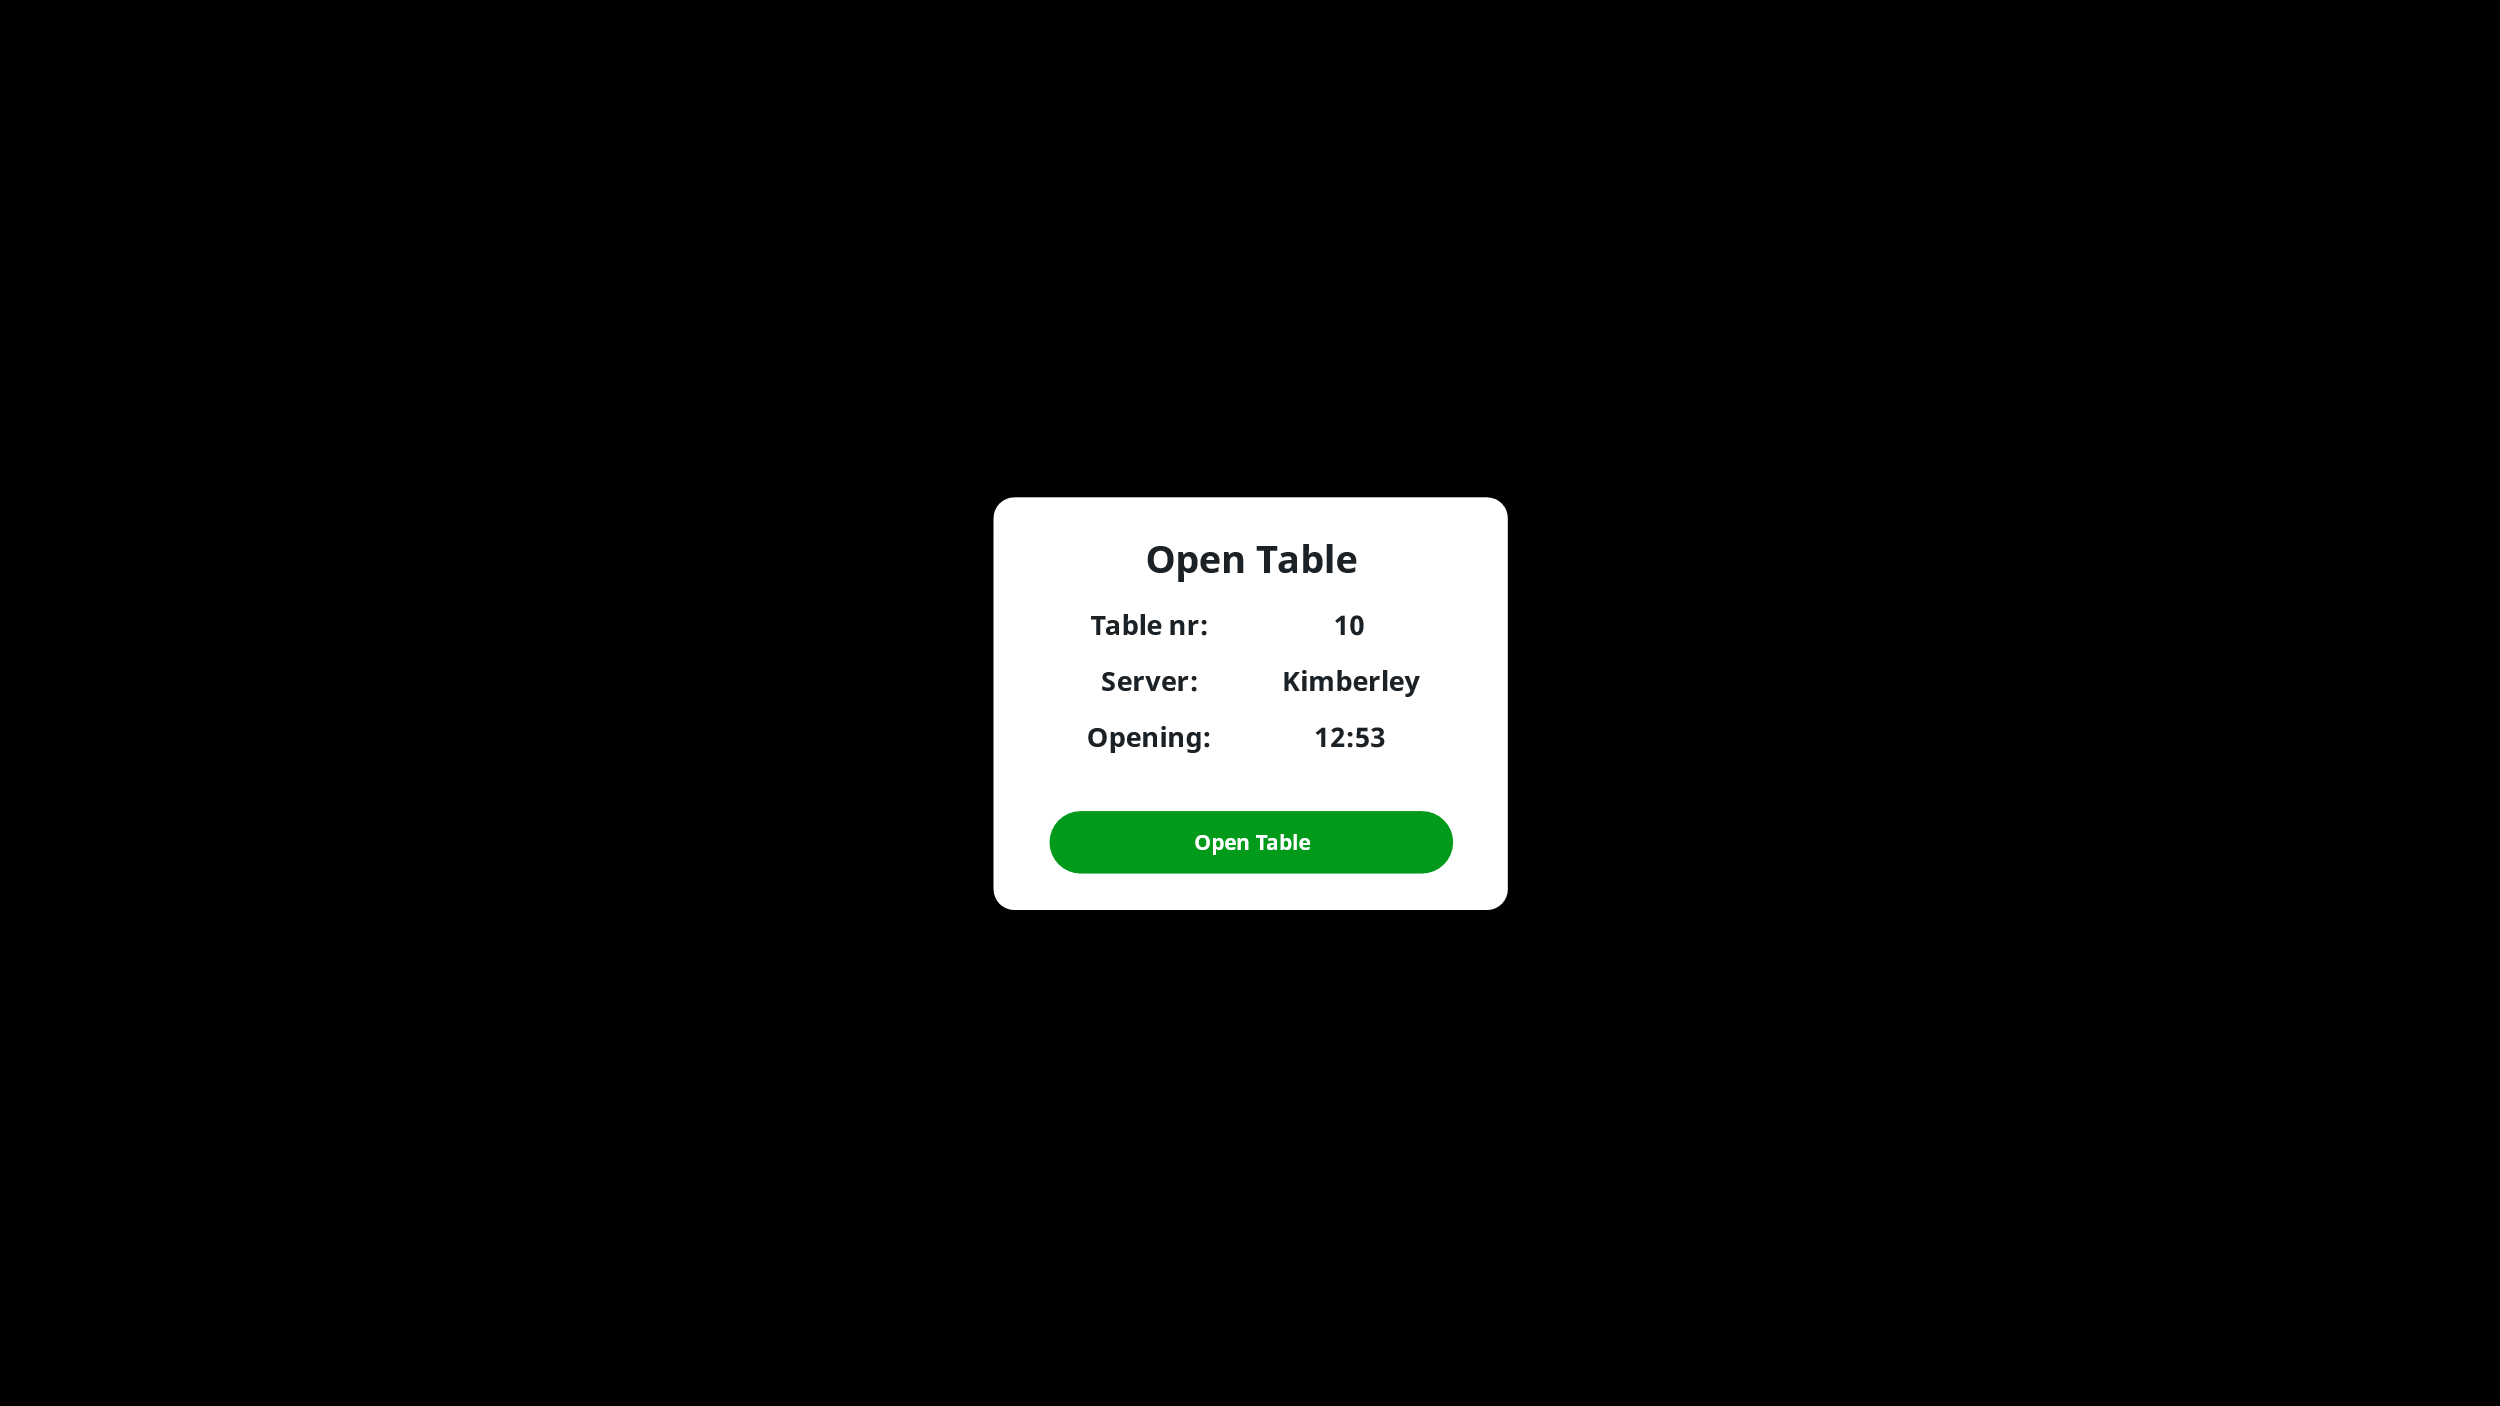 Open Table
Table nr: 10
Server: Kimberley
Opening: 12:53
Open Table